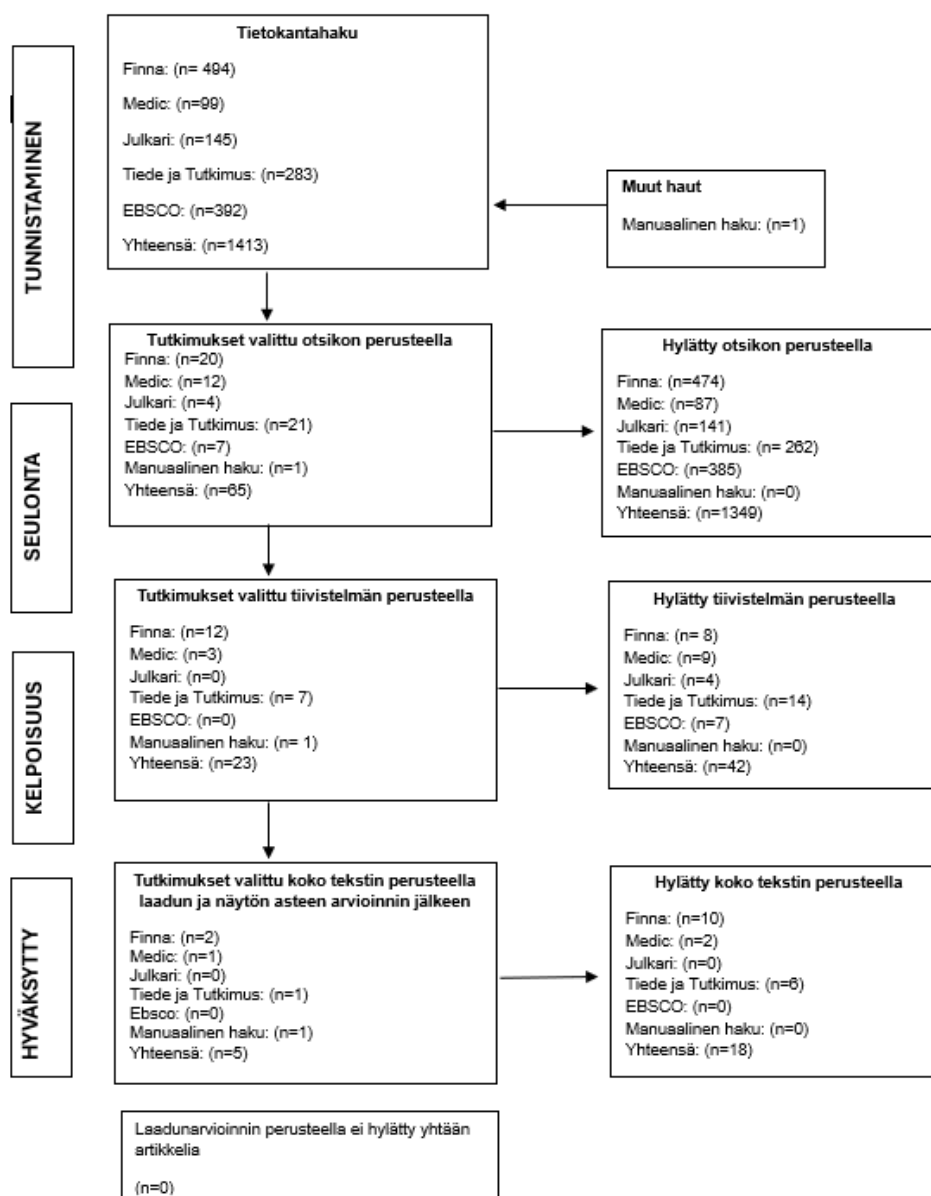 TUNNISTAMINEN
Tietokantahaku
Finna: (n= 494)
Medic: (n=99)
Julkari: (n=145)
Tiede ja Tutkimus: (n=283)
EBSCO: (n=392)
Yhteensä: (n=1413)
Muut haut
Manuaalinen haku: (n=1)
SEULONTA
Tutkimukset valittu otsikon perusteella
Finna: (n=20)
Medic: (n=12)
Julkari: (n=4)
Tiede ja Tutkimus: (n=21)
EBSCO: (n=7)
Manuaalinen haku: (n=1)
Yhteensä: (n=65)
Hylätty otsikon perusteella
Finna: (n=474)
Medic: (n=87)
Julkari: (n=141)
Tiede ja Tutkimus: (n= 262)
EBSCO: (n=385)
Manuaalinen haku: (n=0)
Yhteensä: (n=1349)
KELPOISUUS
Tutkimukset valittu tiivistelmän perusteella
Finna: (n=12)
Medic: (n=3)
Julkari: (n=0)
Tiede ja Tutkimus: (n= 7)
EBSCO: (n=0)
Manuaalinen haku: (n= 1)
Yhteensä: (n=23)
Hylätty tiivistelmän perusteella
Finna: (n= 8)
Medic: (n=9)
Julkari: (n=4)
Tiede ja Tutkimus: (n=14)
EBSCO: (n=7)
Manuaalinen haku: (n=0)
Yhteensä: (n=42)
HYVÄKSYTTY
Tutkimukset valittu koko tekstin perusteella
laadun ja näytön asteen arvioinnin jälkeen
Finna: (n=2)
Medic: (n=1)
Julkari: (n=0)
Tiede ja Tutkimus: (n=1)
Ebsco: (n=0)
Manuaalinen haku: (n=1)
Yhteensä: (n=5)
Hylätty koko tekstin perusteella
Finna: (n=10)
Medic: (n=2)
Julkari: (n=0)
Tiede ja Tutkimus: (n=6)
EBSCO: (n=0)
Manuaalinen haku: (n=0)
Yhteensä: (n=18)
Laadunarvioinnin perusteella ei hylätty yhtään
artikkelia
(n=0)